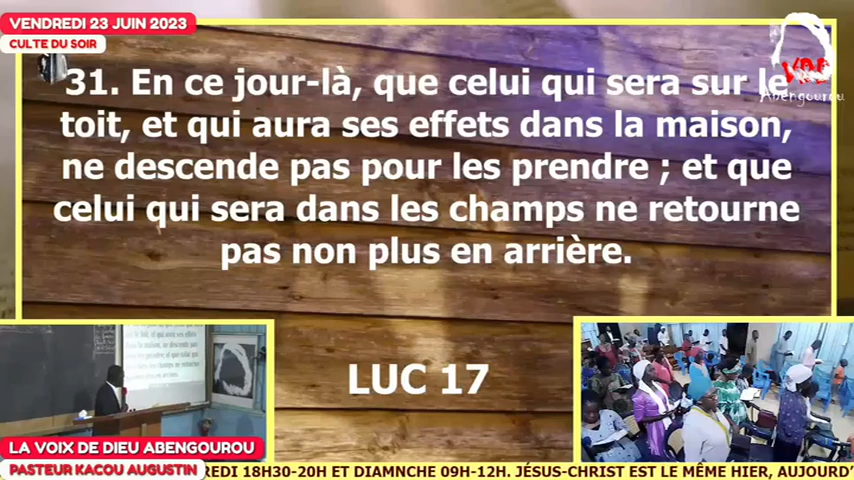 VENDREDI 23 JUIN 2023
CULTE DU SOIR
VDD
Abengourou
31. En ce jour-là, que celui qui sera sur le
toit, et qui aura ses effets dans la maison,
ne descende pas pour les prendre ; et que
celui qui sera dans les champs ne retourne
pas non plus en arrière.
LUC 17
LA VOIX DE DIEU ABENGOUROU
PASTEUR KACOU AUGUSTIN
REDI 18H30-20H ET DIAMNCHE 09H-12H. JÉSUS-CHRIST EST LE MÊME HIER, AUJOURD'